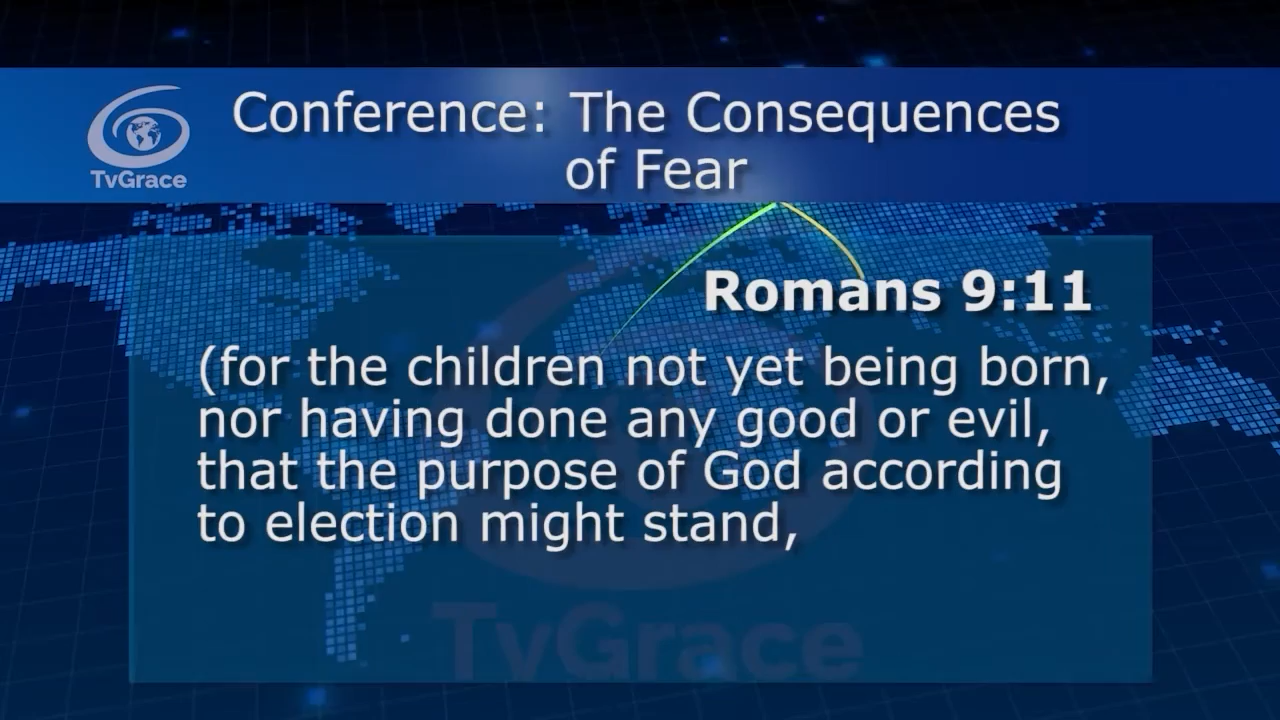 Conference: The Consequences
of Fear
TvGrace
Romans 9:11
(for the children not yet being born,
nor having done any good or evil,
that the purpose of God according
to election might stand,
TvGrace